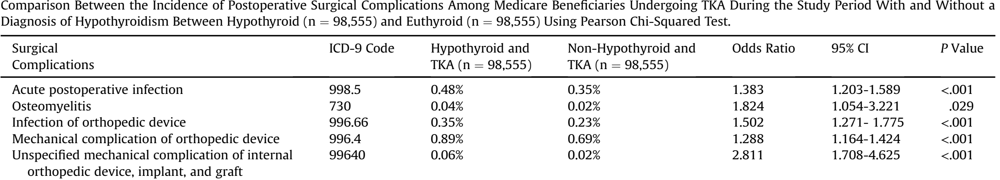 Comparison Between the Incidence of Postoperative Surgical Complications Among Medicare Beneficiaries Undergoing TKA During the Study Period With and Without a
Diagnosis of Hypothyroidism Between Hypothyroid (n = 98,555) and Euthyroid (n = 98,555) Using Pearson Chi-Squared Test.
Surgical ICD-9 Code Hypothyroid and Non-Hypothyroid and Odds Ratio 95% CI P Value
Complications TKA (n = 98,555) TKA (n = 98,555)
Acute postoperative infection 998.5 0.48% 0.35% 1.383 1.203-1.589 <.001
Osteomyelitis 730 0.04% 0.02% 1.824 1.054-3.221 .029
Infection of orthopedic device 996.66 0.35% 0.23% 1.502 1.271- 1.775 <.001
Mechanical complication of orthopedic device 996.4 0.89% 0.69% 1.288 1.164-1.424 <.001
Unspecified mechanical complication of internal 99640 0.06% 0.02% 2.811 1.708-4.625 <.001
orthopedic device, implant, and graft